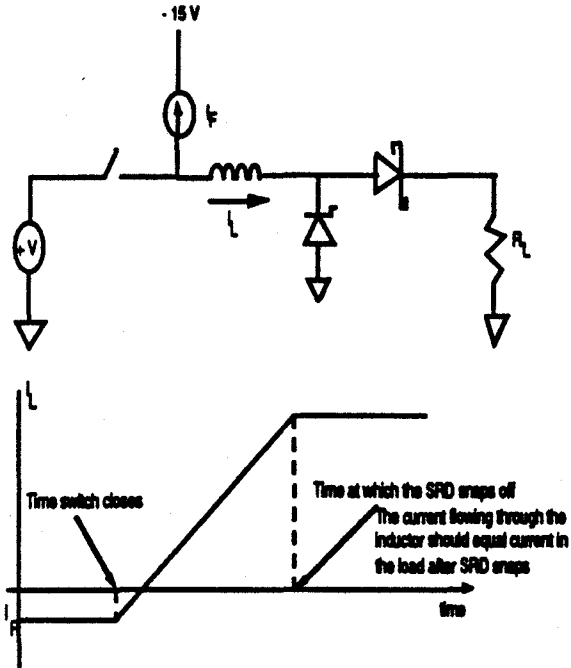 - 15 V
I_F
I_L
+ V
R_L
I_L
Time switch closes
Time at which the SRD snaps off
The current flowing through the
inductor should equal current in
the load after SRD snaps
time